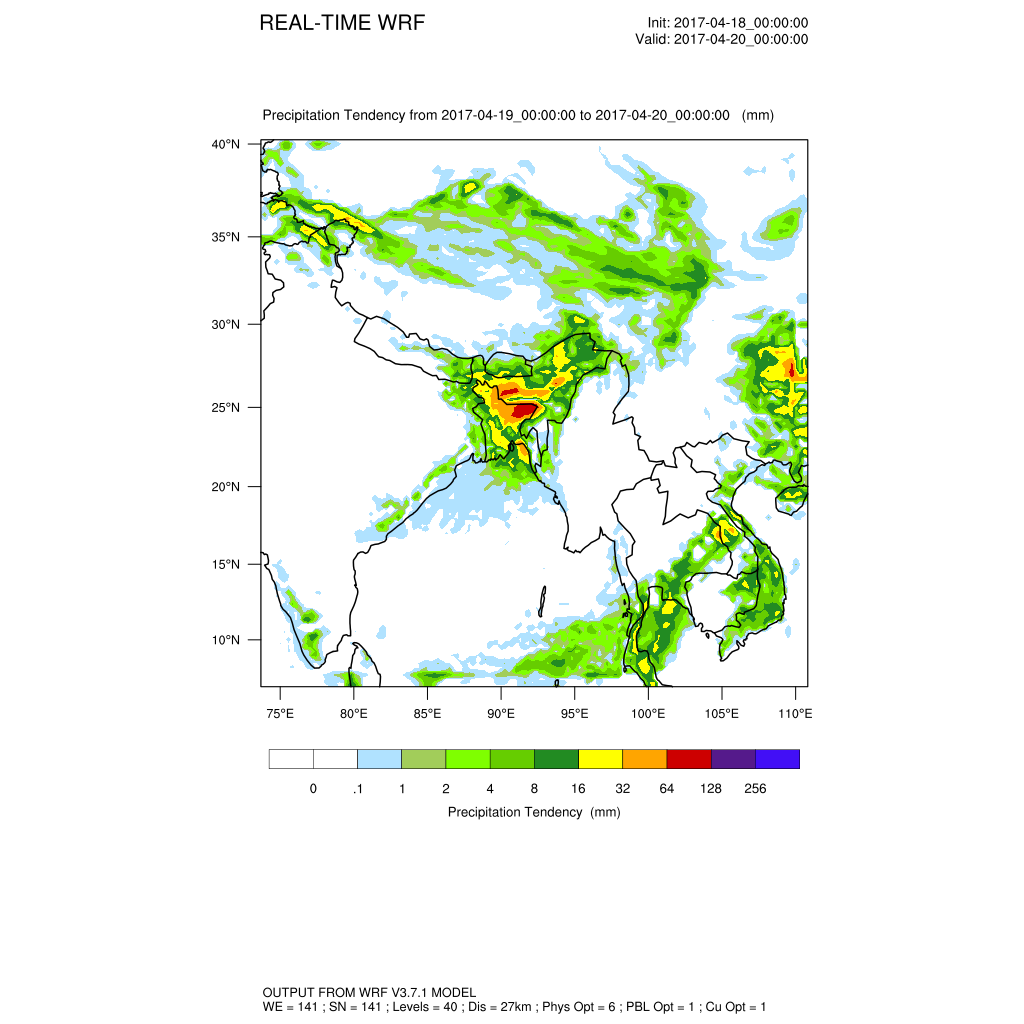 REAL-TIME WRF
Init: 2017-04-18_00:00:00
Valid: 2017-04-20_00:00:00
Precipitation Tendency from 2017-04-19_00:00:00 to 2017-04-20_00:00:00 (mm)
40°N
35°N
30°N
25°N
20°N
15°N
10°N
75°E 80°E 85°E 90°E 95°E 100°E 105°E 110°E
0 .1 1 2 4 8 16 32 64 128 256
Precipitation Tendency (mm)
OUTPUT FROM WRF V3.7.1 MODEL
WE = 141 ; SN = 141 ; Levels = 40 ; Dis = 27km ; Phys Opt = 6 ; PBL Opt = 1 ; Cu Opt = 1